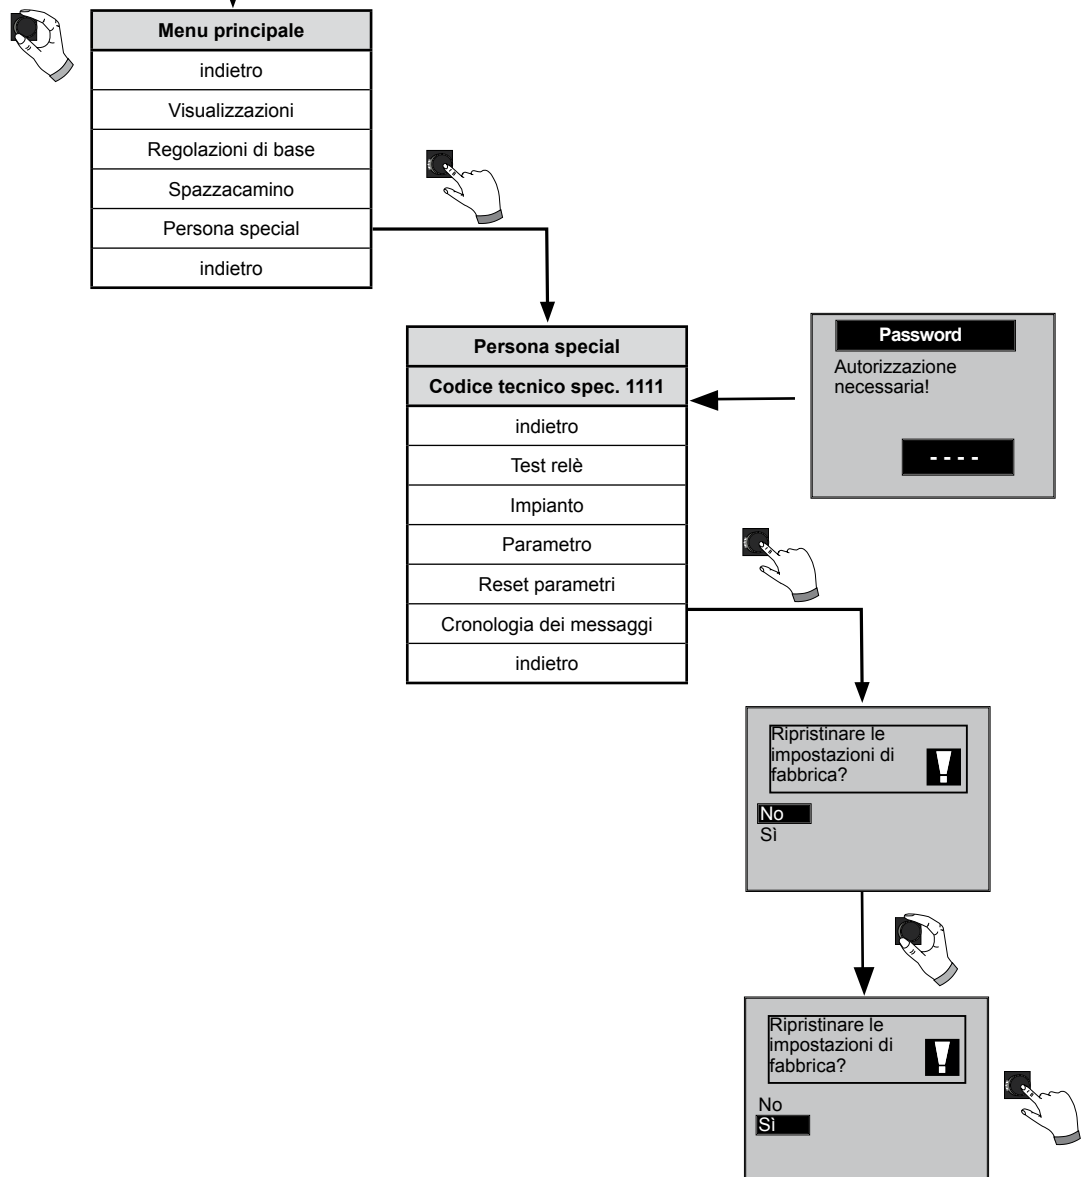 Menu principale
indietro
Visualizzazioni
Regolazioni di base
Spazzacamino
Persona special
indietro
Persona special
Codice tecnico spec. 1111
indietro
Test relè
Impianto
Parametro
Reset parametri
Cronologia dei messaggi
indietro
Password
Autorizzazione
necessaria!
- - - -
Ripristinare le
impostazioni di
fabbrica?
!
No
Sì
Ripristinare le
impostazioni di
fabbrica?
!
No
Sì